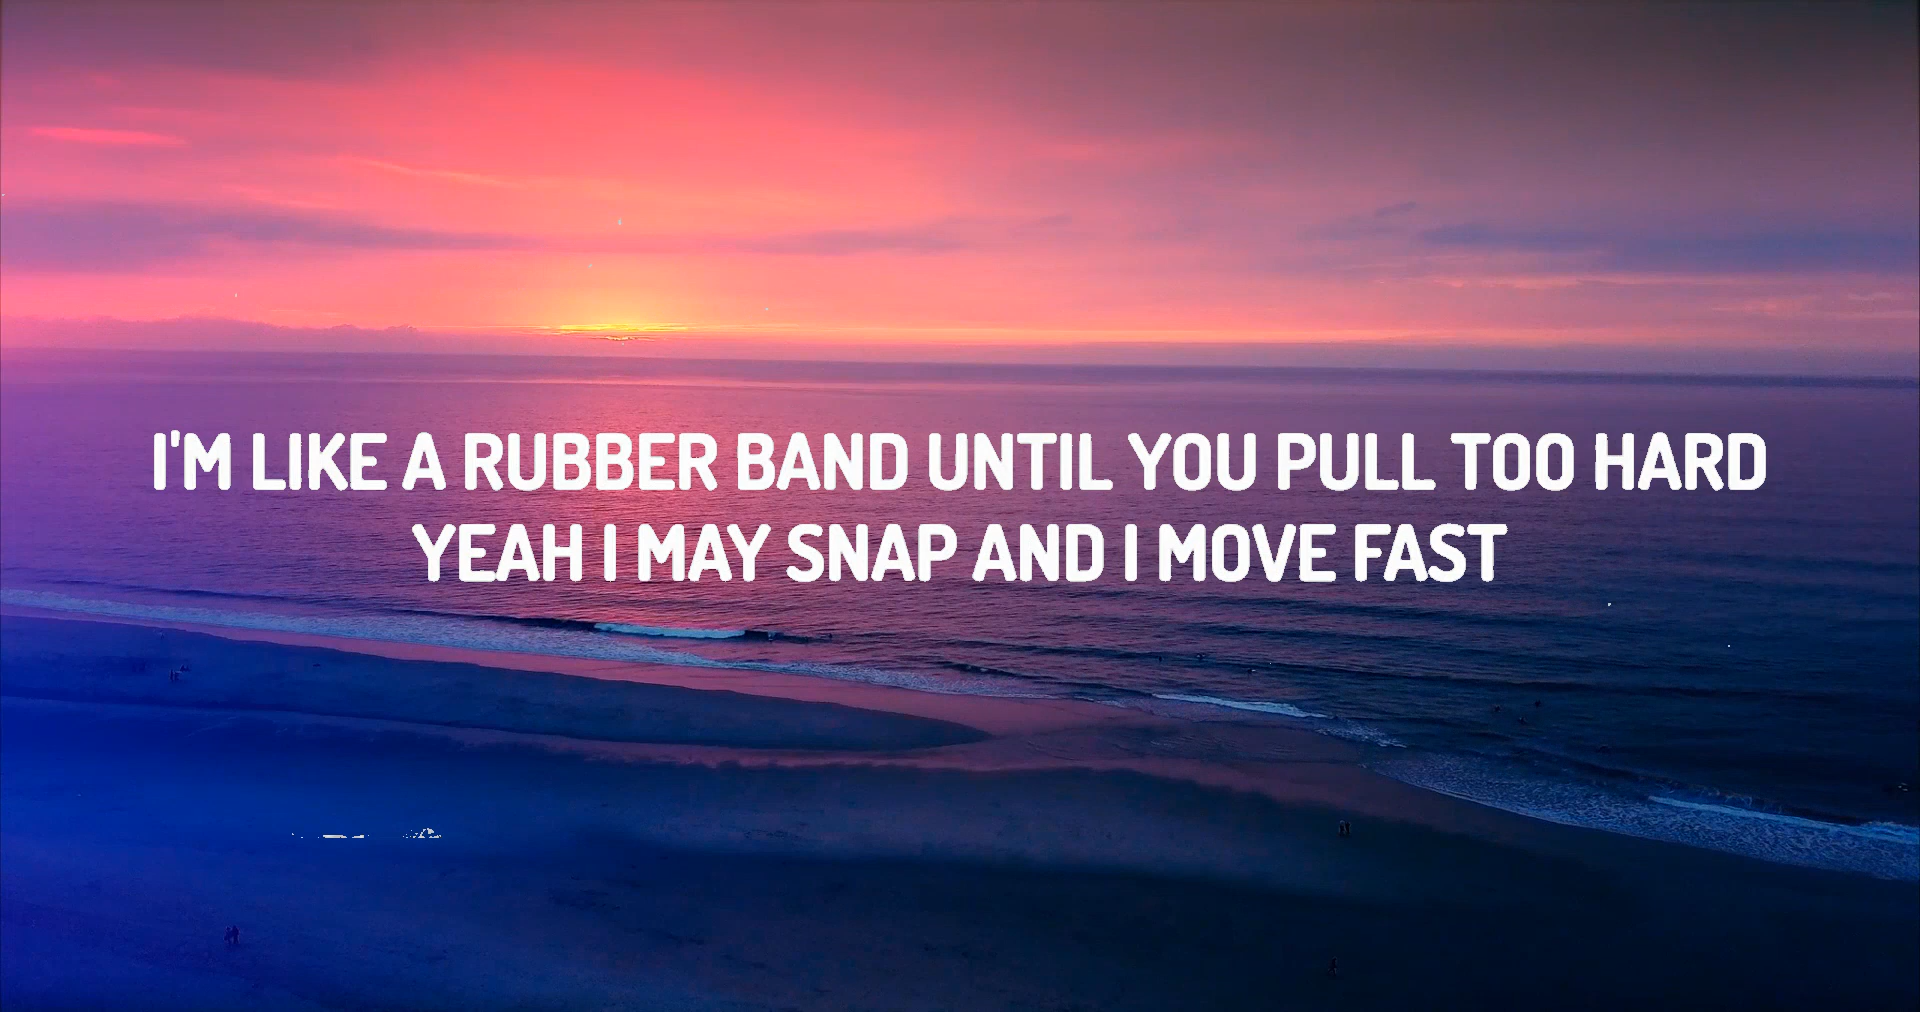 I'M LIKE A RUBBER BAND UNTIL YOU PULL TOO HARD
YEAH I MAY SNAP AND I MOVE FAST